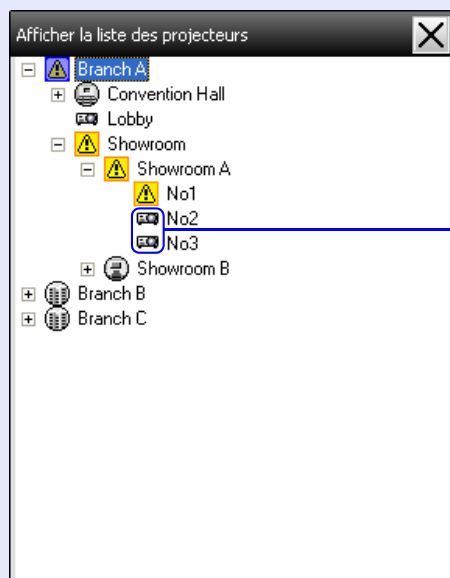 Afficher la liste des projecteurs
Branch A
Convention Hall
Lobby
Showroom
Showroom A
No1
No2
No3
Showroom B
Branch B
Branch C